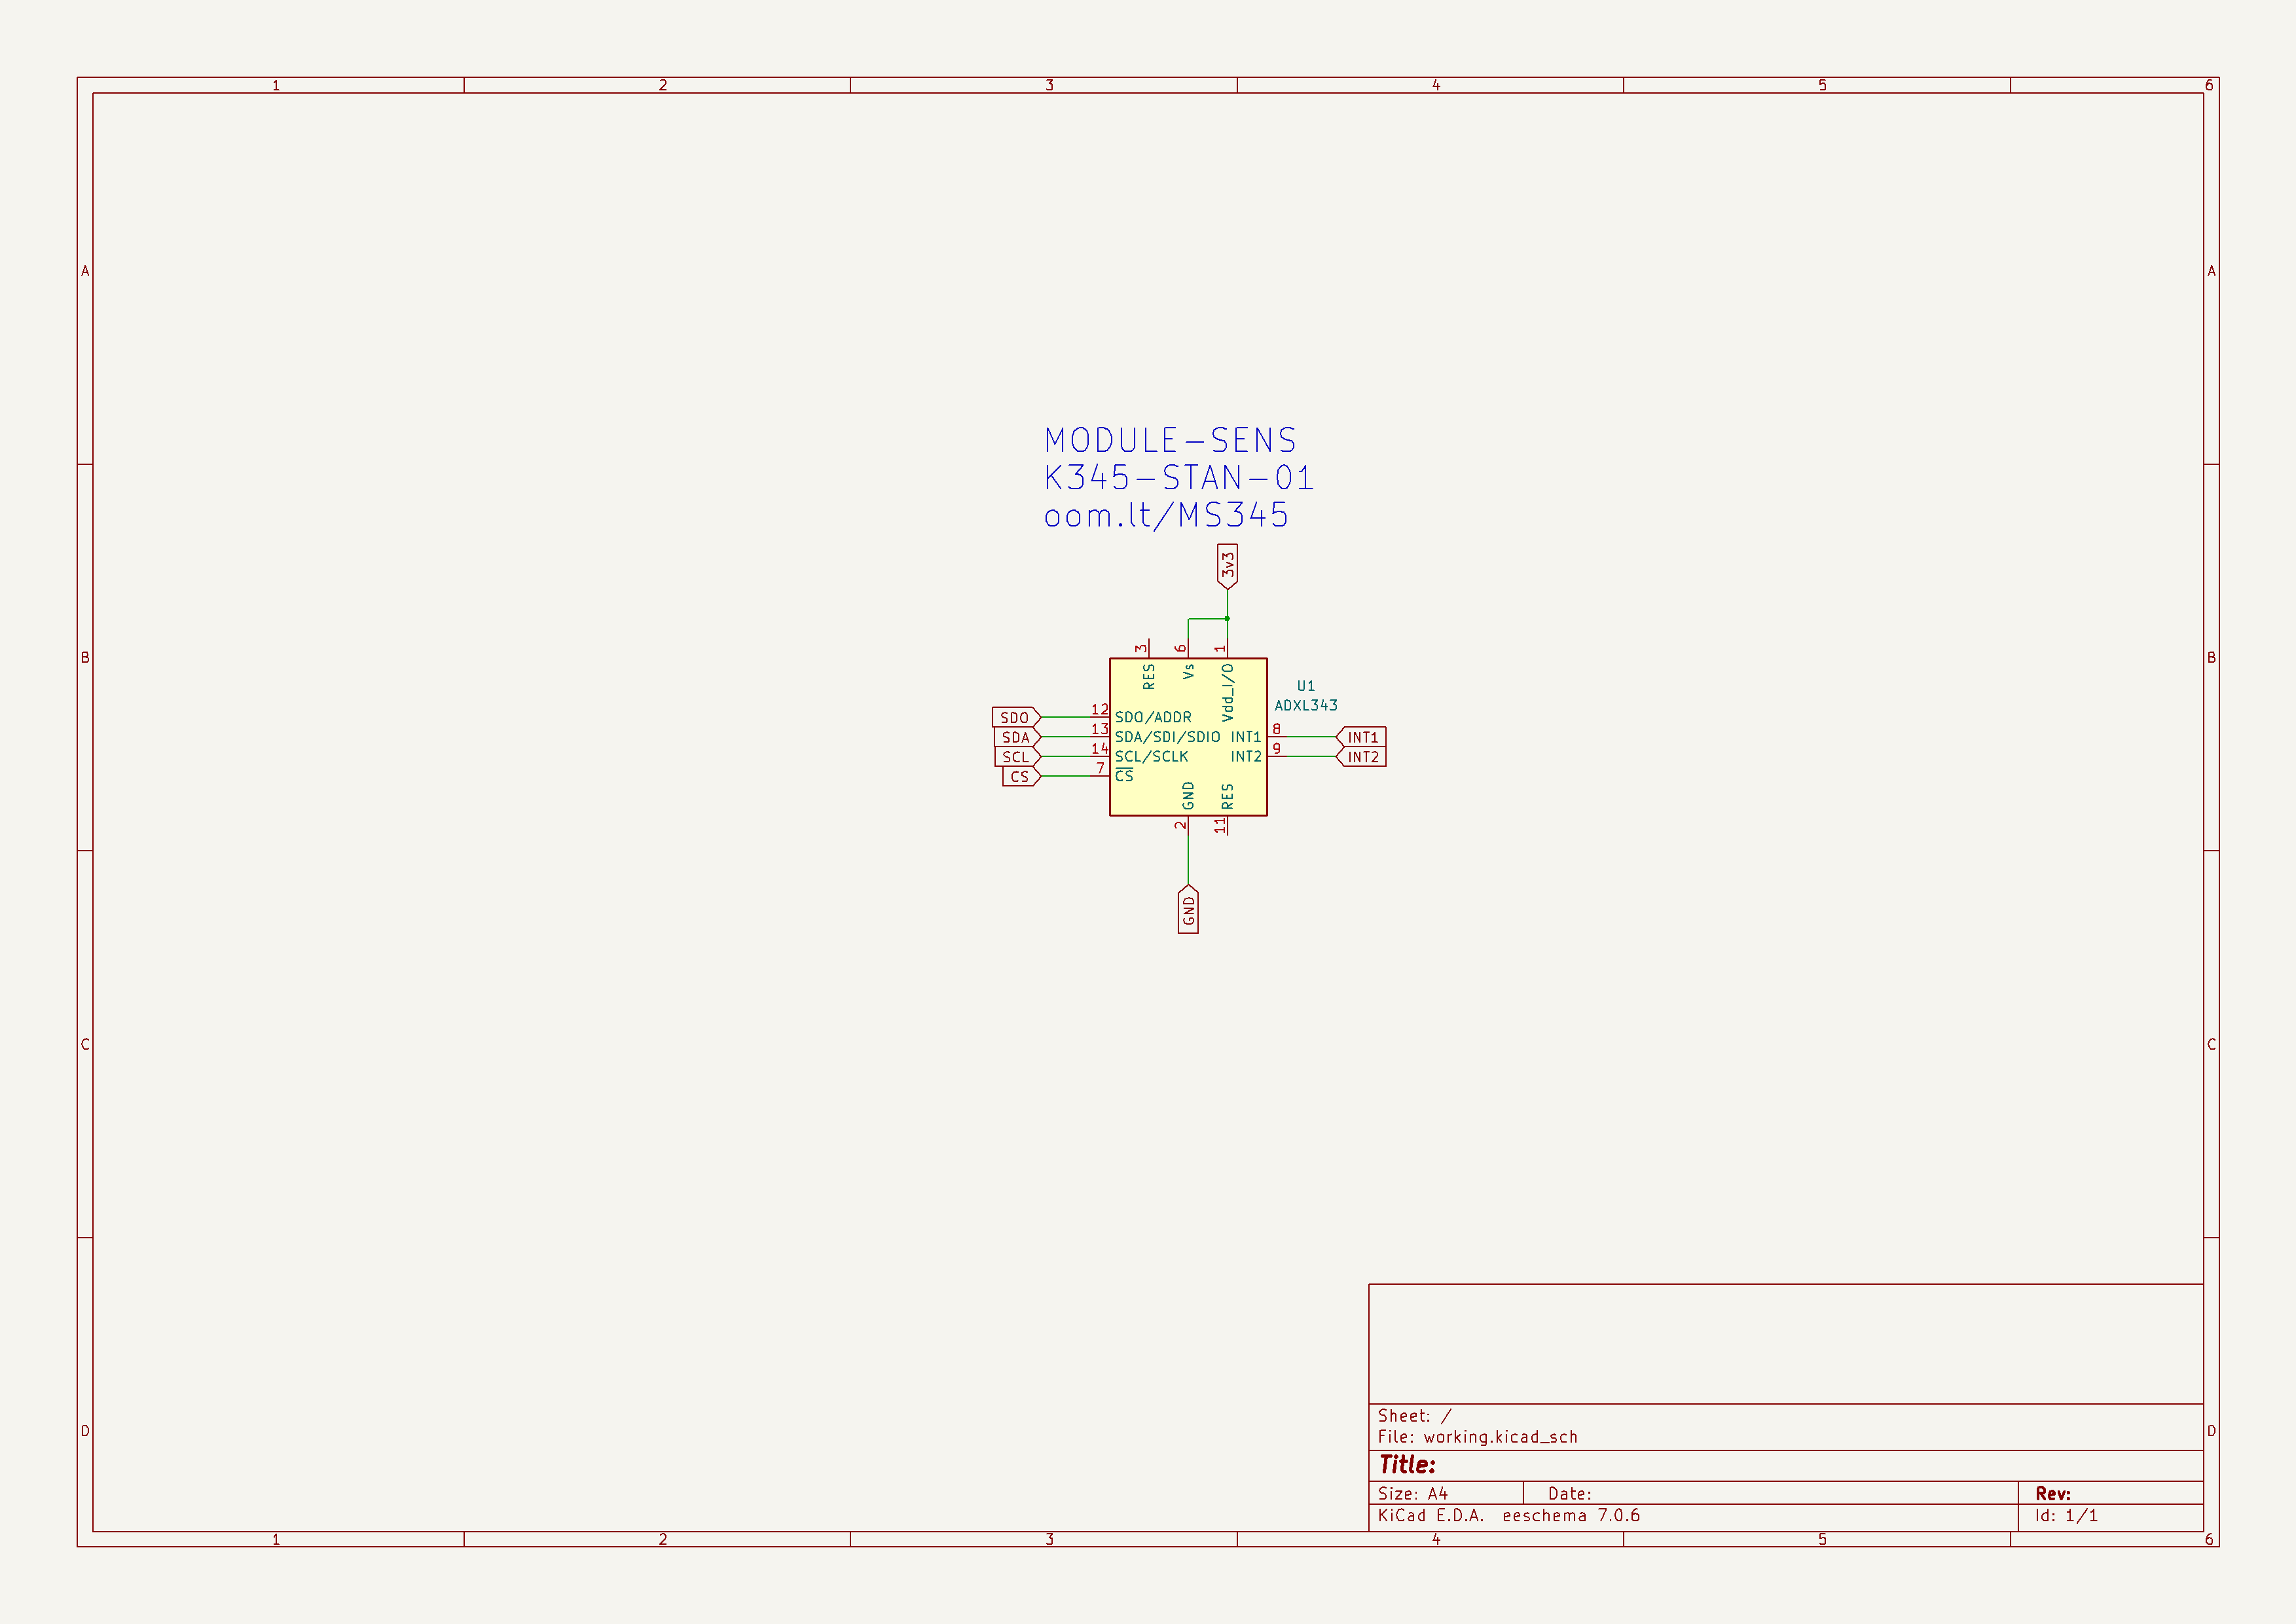 1 2 3 4 5 6
A A
MODULE-SENS
K345-STAN-01
oom.lt/MS345
3v3
3 6 1
B B
RES Vs Vdd_I/O
U1
ADXL343
SDO 12 SDO/ADDR
8
SDA 13 SDA/SDI/SDIO INT1 INT1
9
SCL 14 SCL/SCLK INT2 INT2
CS 7 CS
GND RES
2 11
GND
C C
Sheet: /
File: working.kicad_sch
D D
Title:
Size: A4 Date: Rev:
KiCad E.D.A. eeschema 7.0.6 Id: 1/1
1 2 3 4 5 6